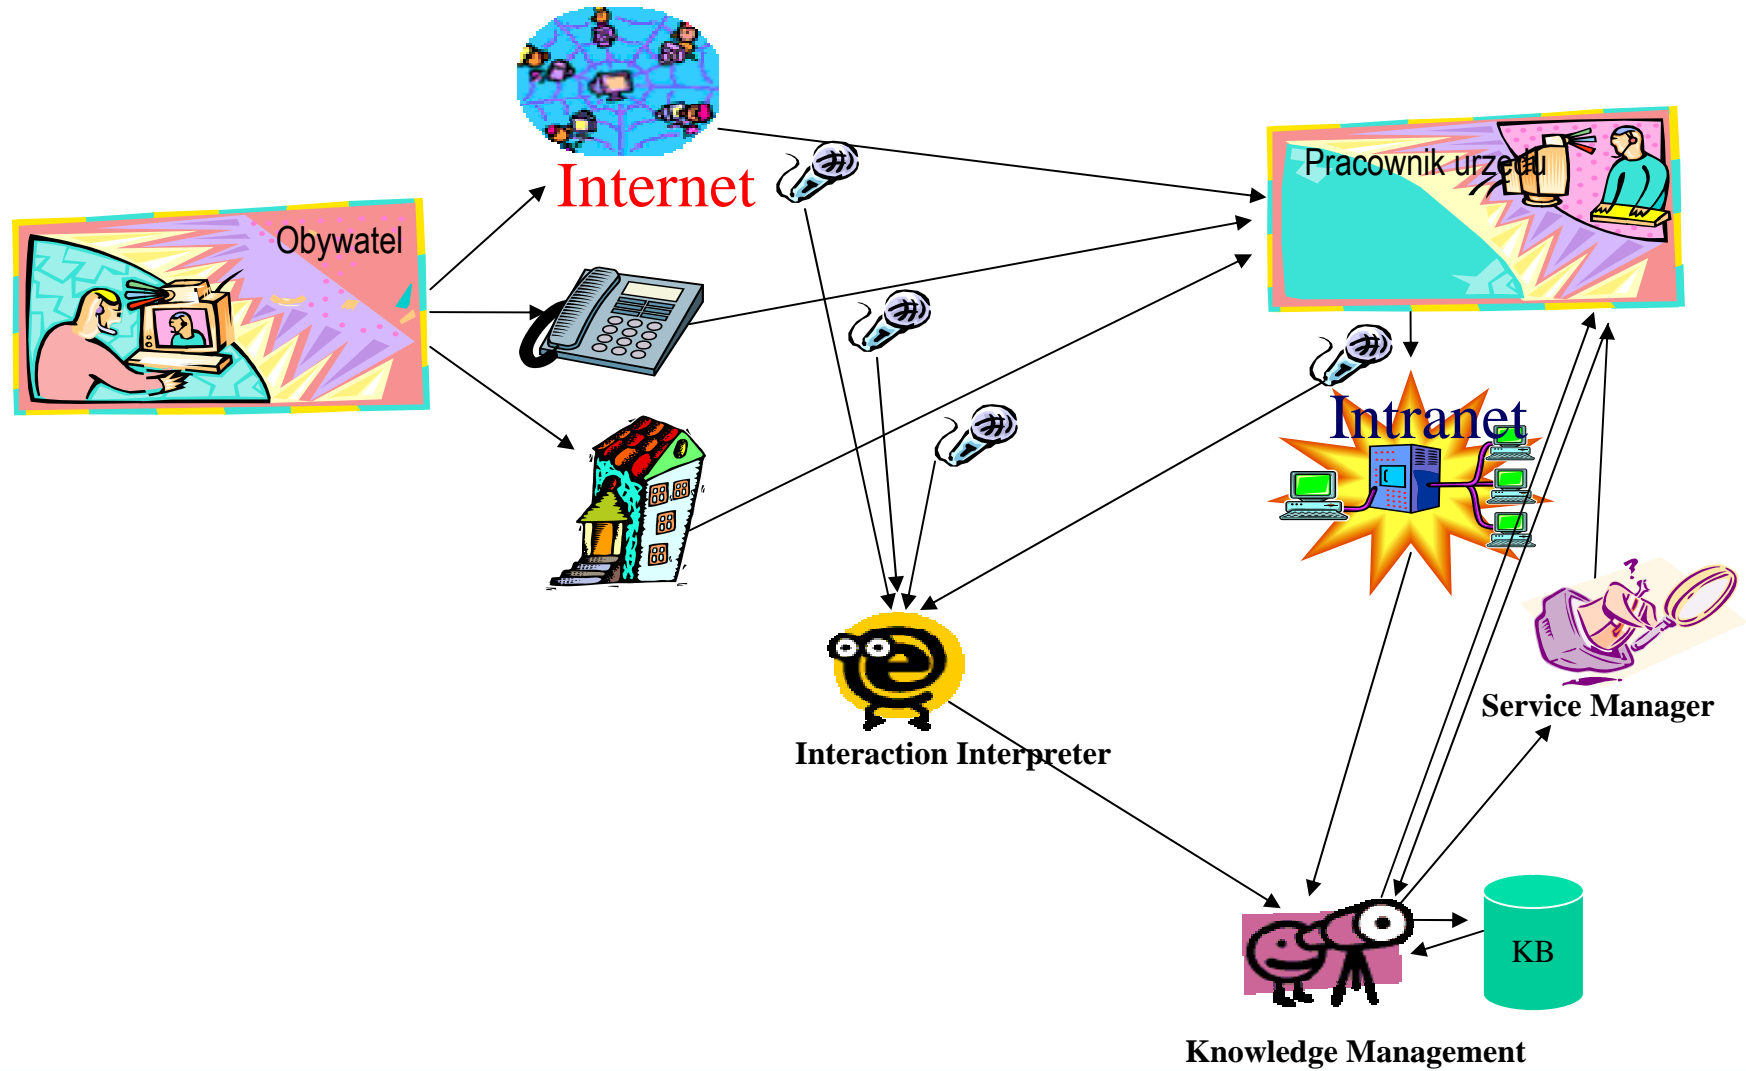 Internet
Pracownik urzędu
Obywatel
Intranet
Service Manager
Interaction Interpreter
KB
Knowledge Management